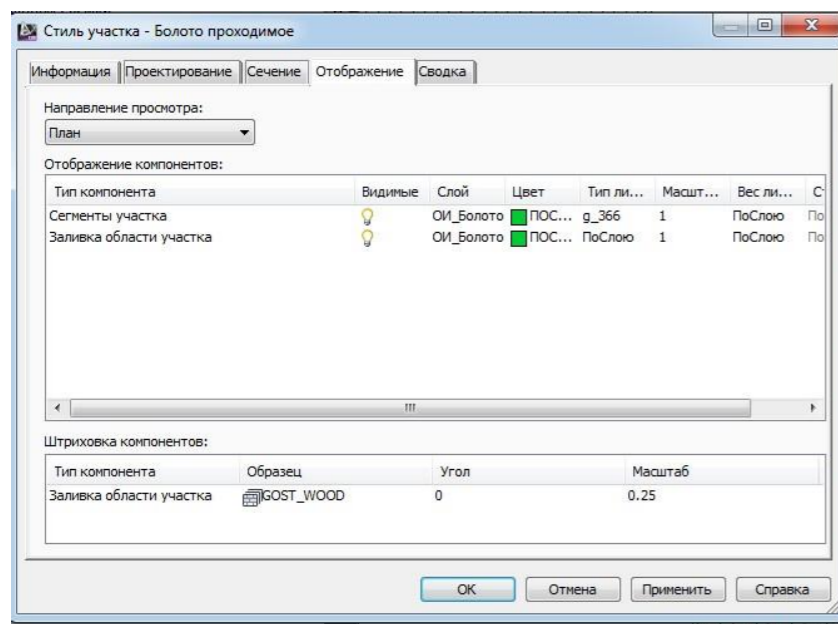 Стиль участка - Болото проходимое
Информация Проектирование Сечение Отображение Сводка
Направление просмотра:
План
Отображение компонентов:
Тип компонента Видимые Слой Цвет Тип ли... Масшт... Вес ли... С
Сегменты участка ОИ_Болото ПОС... g_366 1 ПоСлою По
Заливка области участка ОИ_Болото ПОС... ПоСлою 1 ПоСлою По
Штриховка компонентов:
Тип компонента Образец Угол Масштаб
Заливка области участка GOST_WOOD 0 0.25
OK Отмена Применить Справка